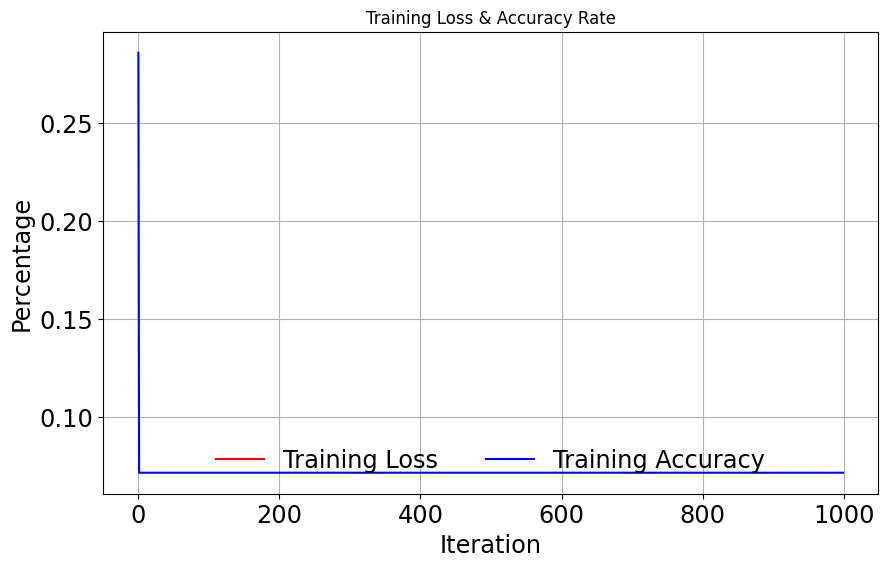 Training Loss & Accuracy Rate
Percentage
0.25
0.20
0.15
0.10
Training Loss
Training Accuracy
0
200
400
600
800
1000
Iteration